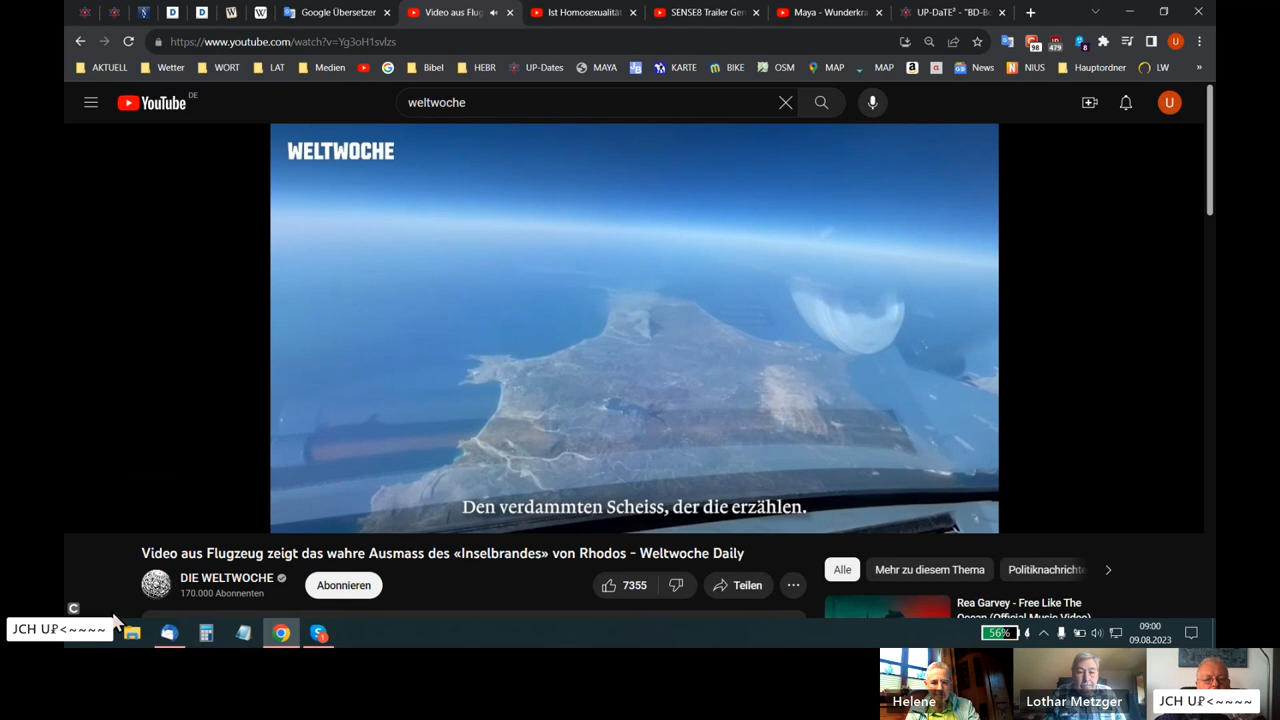 Google Übersetzer
Video aus Flug
Ist Homosexualität
SENSE8 Trailer Ger
Maya - Wunderkra
UP-DaTE² - "BD-Bo
https://www.youtube.com/watch?v=Yg3oH1svlzs
98
479
8
U
AKTUELL
Wetter
WORT
LAT
Medien
Bibel
HEBR
UP-Dates
MAYA
KARTE
BIKE
OSM
MAP
MAP
News
NIUS
Hauptordner
LW
YouTube DE
weltwoche
U
WELTWOCHE
Den verdammten Scheiss, der die erzählen.
Video aus Flugzeug zeigt das wahre Ausmass des «Inselbrandes» von Rhodos - Weltwoche Daily
DIE WELTWOCHE
170.000 Abonnenten
Abonnieren
7355
Teilen
Alle
Mehr zu diesem Thema
Politiknachrichte
Rea Garvey - Free Like The
Ocean (Official Music Video)
JCH UP<~~~~
56%
09:00
09.08.2023
Helene
Lothar Metzger
JCH UP<~~~~